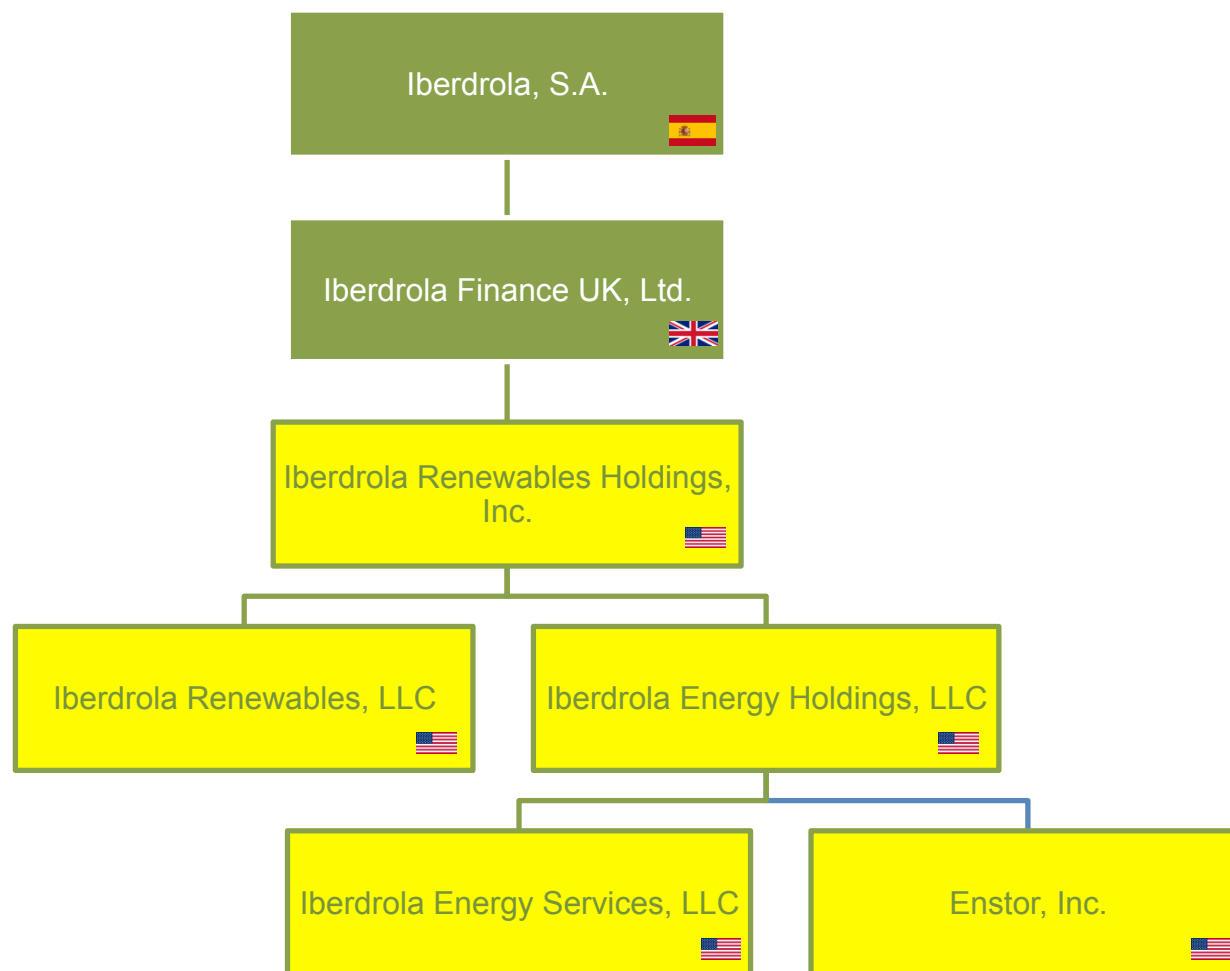 Iberdrola, S.A.
Iberdrola Finance UK, Ltd.
Iberdrola Renewables Holdings,
Inc.
Iberdrola Renewables, LLC
Iberdrola Energy Holdings, LLC
Iberdrola Energy Services, LLC
Enstor, Inc.